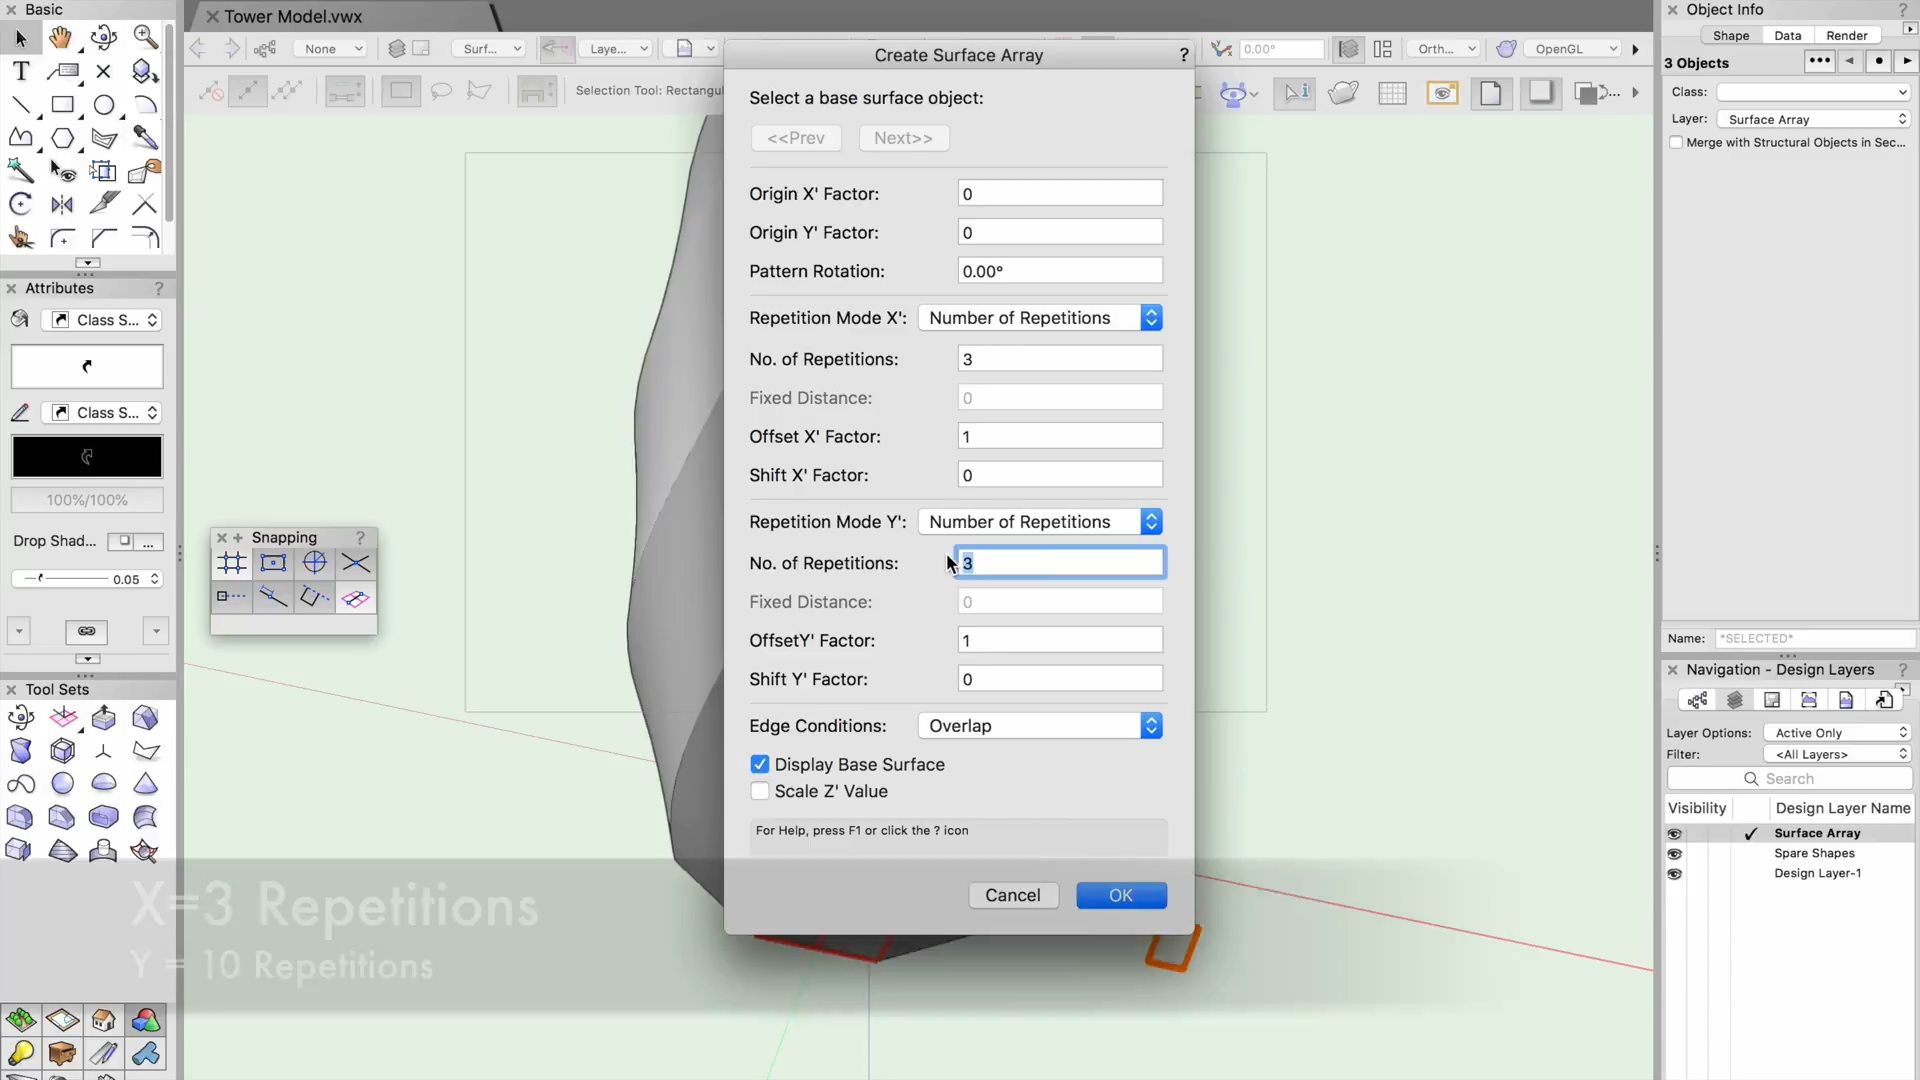 Basic
Tower Model.vwx
Object Info
?
Shape
Data
Render
3 Objects
Class:
Layer:
Surface Array
Merge with Structural Objects in Sec...
None
Surf...
Laye...
0.00°
Orth...
OpenGL
Selection Tool: Rectangu
Create Surface Array
?
Select a base surface object:
<<Prev
Next>>
Origin X' Factor:
0
Origin Y' Factor:
0
Pattern Rotation:
0.00°
Repetition Mode X':
Number of Repetitions
No. of Repetitions:
3
Fixed Distance:
0
Offset X' Factor:
1
Shift X' Factor:
0
Repetition Mode Y':
Number of Repetitions
No. of Repetitions:
3
Fixed Distance:
0
OffsetY' Factor:
1
Shift Y' Factor:
0
Edge Conditions:
Overlap
Display Base Surface
Scale Z' Value
For Help, press F1 or click the ? icon
Cancel
OK
Attributes
?
Class S...
Class S...
100%/100%
Drop Shad...
...
0.05
Snapping
?
Tool Sets
X=3 Repetitions
Y = 10 Repetitions
Name:
*SELECTED*
Navigation - Design Layers
?
Layer Options:
Active Only
Filter:
<All Layers>
Search
Visibility
Design Layer Name
Surface Array
Spare Shapes
Design Layer-1